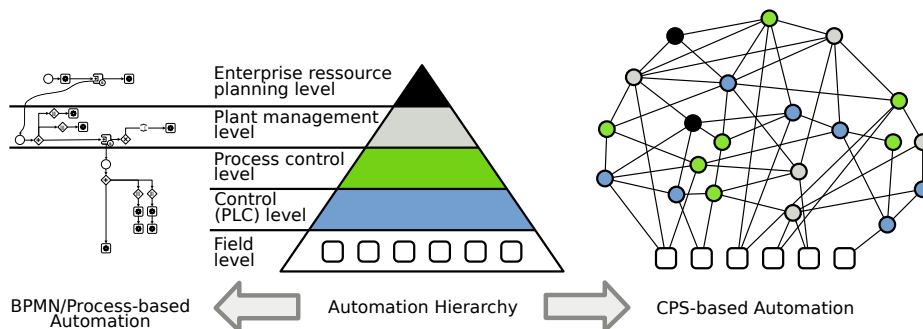 Enterprise ressource
planning level
Plant management
level
Process control
level
Control
(PLC) level
Field
level
BPMN/Process-based
Automation
Automation Hierarchy
CPS-based Automation